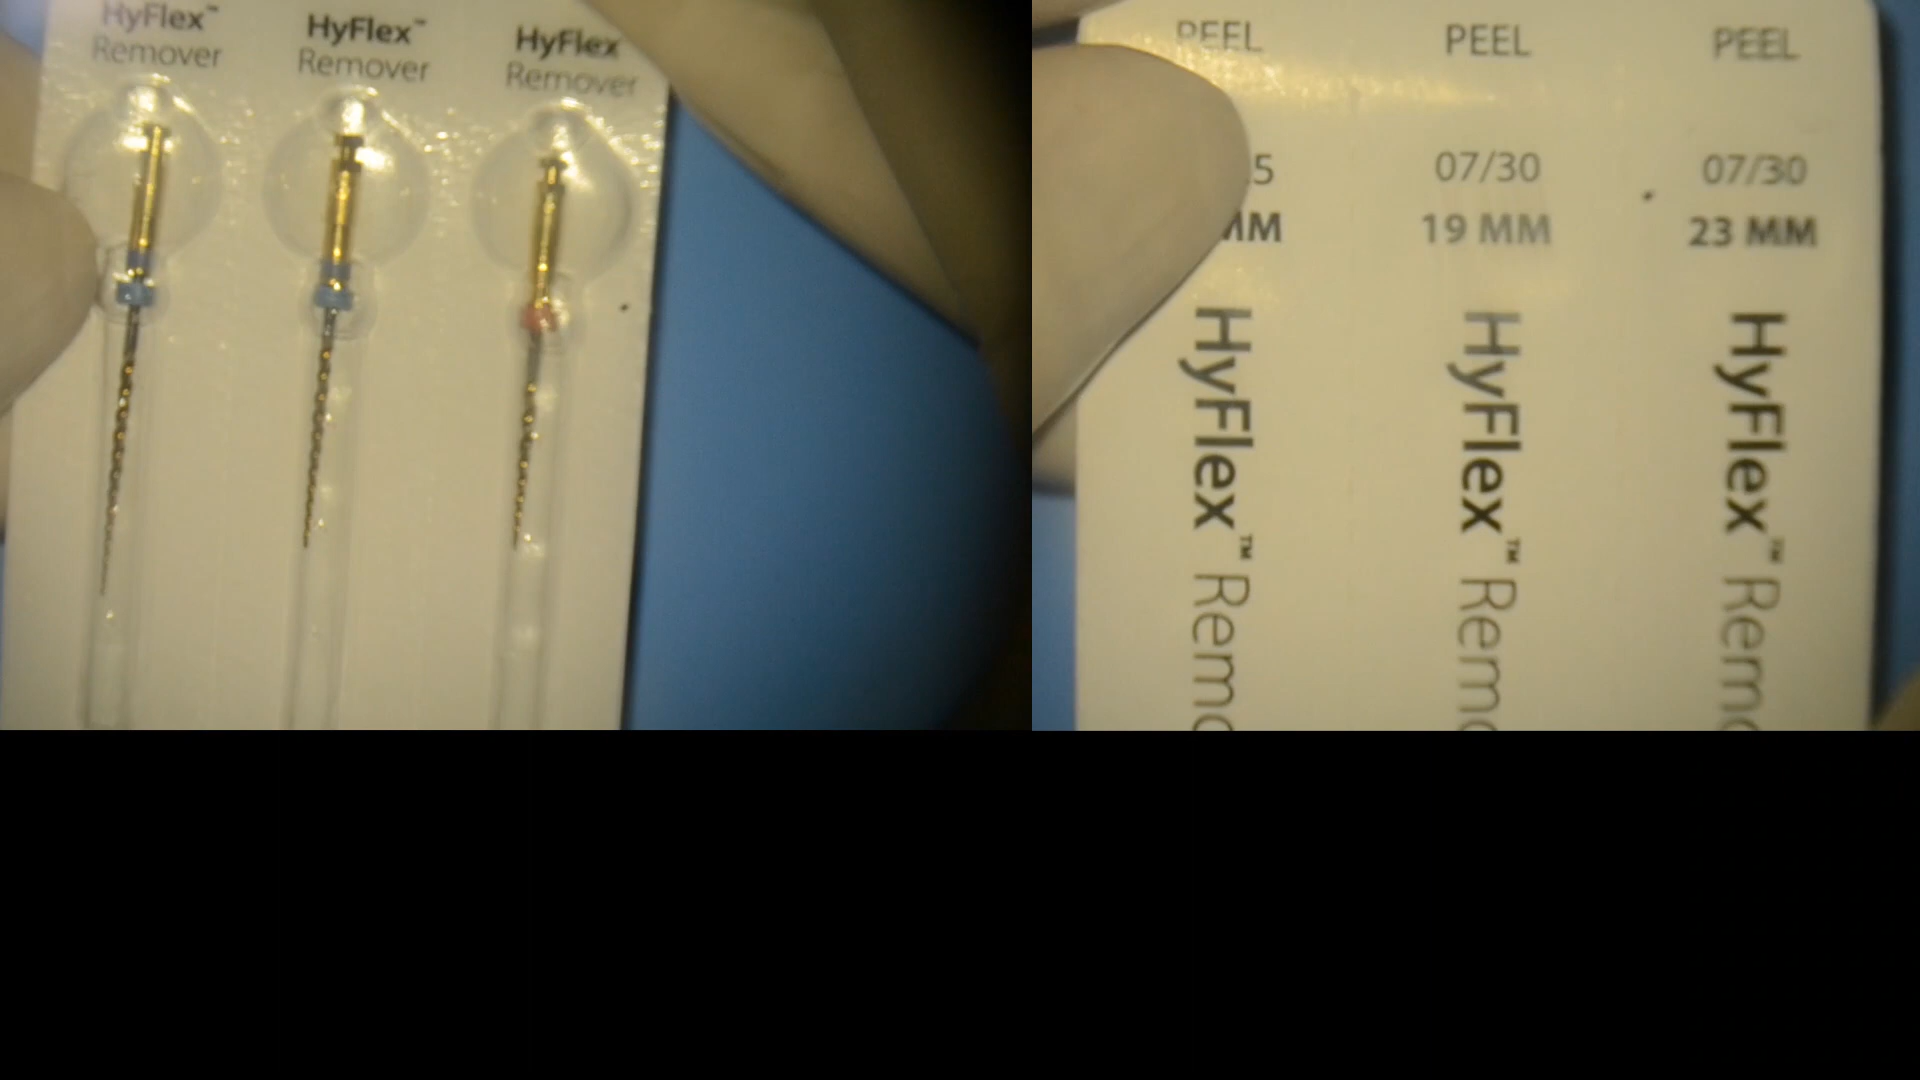 HyFlex™
Remover
HyFlex™
Remover
HyFlex
Remover
PEEL
PEEL
PEEL
5
07/30
07/30
MM
19 MM
23 MM
HyFlex™ Remo
HyFlex™ Remo
HyFlex™ Remo